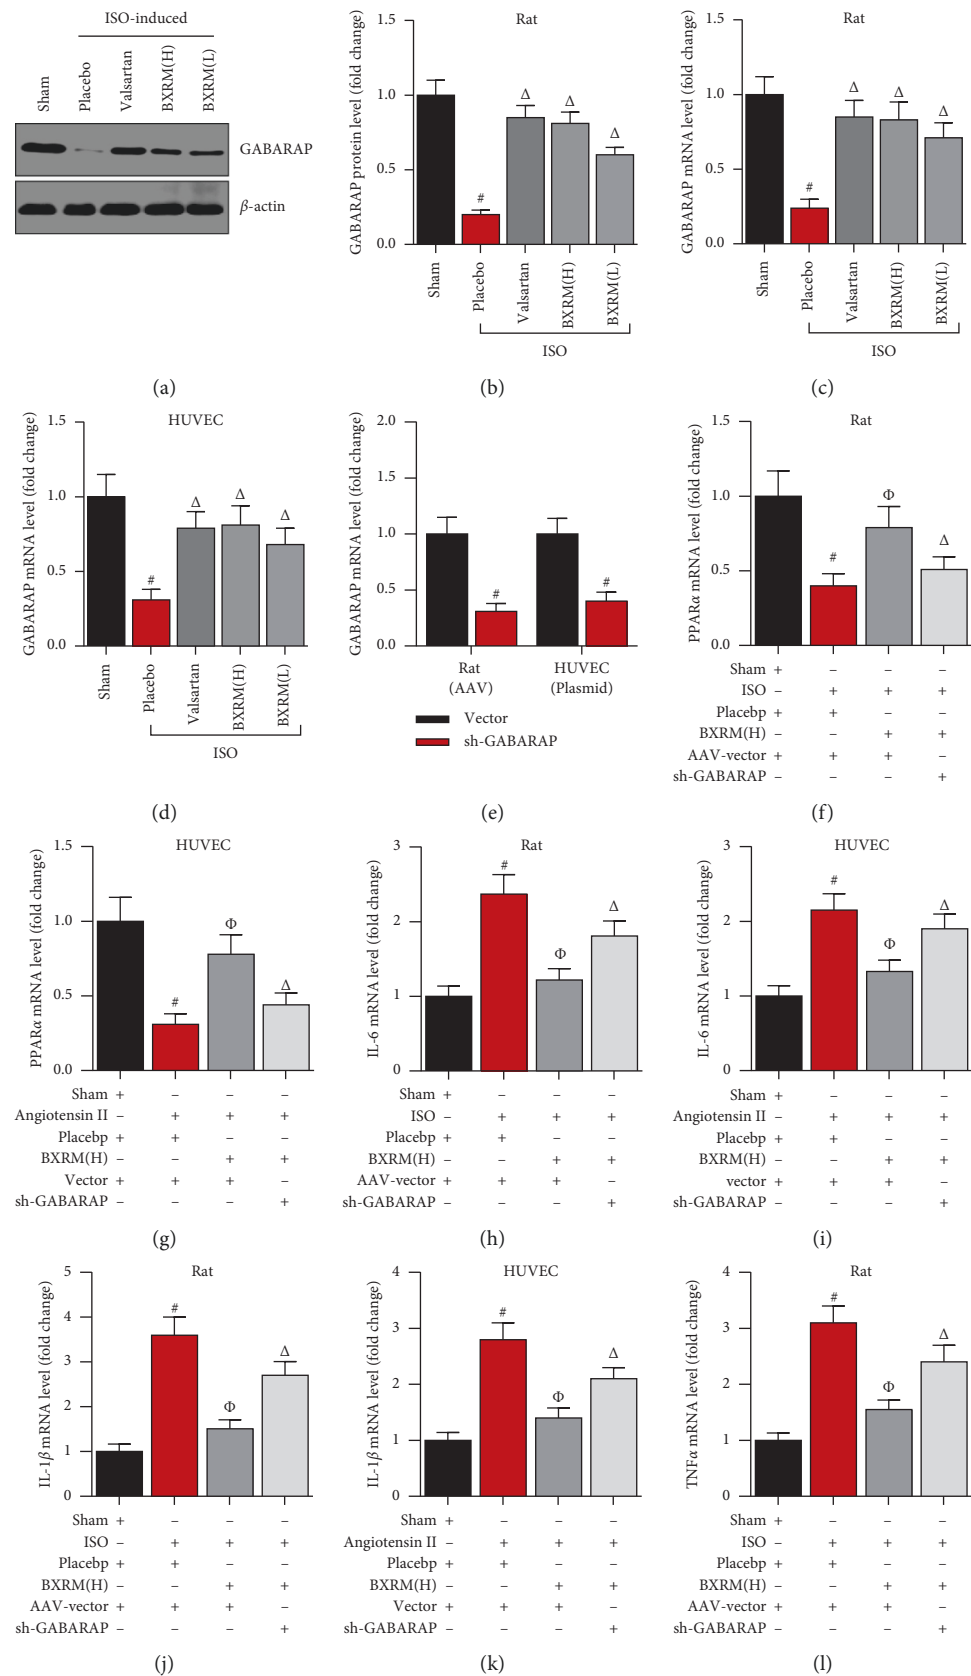 ISO-induced
Sham
Placebo
Valsartan
BXRM(H)
BXRM(L)
GABARAP
β-actin
(a)
Rat
GABARAP protein level (fold change)
1.5
1.0
0.5
0.0
#
Δ
Δ
Δ
Sham
Placebo
Valsartan
BXRM(H)
BXRM(L)
ISO
(b)
Rat
GABARAP mRNA level (fold change)
1.5
1.0
0.5
0.0
#
Δ
Δ
Δ
Sham
Placebo
Valsartan
BXRM(H)
BXRM(L)
ISO
(c)
HUVEC
GABARAP mRNA level (fold change)
1.5
1.0
0.5
0.0
#
Δ
Δ
Δ
Sham
Placebo
Valsartan
BXRM(H)
BXRM(L)
ISO
(d)
GABARAP mRNA level (fold change)
2.0
1.5
1.0
0.5
0.0
#
#
Rat
(AAV)
HUVEC
(Plasmid)
Vector
sh-GABARAP
(e)
Rat
PPARα mRNA level (fold change)
1.5
1.0
0.5
0.0
#
Φ
Δ
Sham + – – –
ISO – + + +
Placebp + + – –
BXRM(H) – – + +
AAV-vector + + + –
sh-GABARAP – – – +
(f)
HUVEC
PPARα mRNA level (fold change)
1.5
1.0
0.5
0.0
#
Φ
Δ
Sham + – – –
Angiotensin II – + + +
Placebp + + – –
BXRM(H) – – + +
Vector + + + –
sh-GABARAP – – – +
(g)
Rat
IL-6 mRNA level (fold change)
3
2
1
0
#
Φ
Δ
Sham + – – –
ISO – + + +
Placebp + + – –
BXRM(H) – – + +
AAV-vector + + + –
sh-GABARAP – – – +
(h)
HUVEC
IL-6 mRNA level (fold change)
3
2
1
0
#
Φ
Δ
Sham + – – –
Angiotensin II – + + +
Placebp + + – –
BXRM(H) – – + +
vector + + + –
sh-GABARAP – – – +
(i)
Rat
IL-1β mRNA level (fold change)
5
4
3
2
1
0
#
Φ
Δ
Sham + – – –
ISO – + + +
Placebp + + – –
BXRM(H) – – + +
AAV-vector + + + –
sh-GABARAP – – – +
(j)
HUVEC
IL-1β mRNA level (fold change)
4
3
2
1
0
#
Φ
Δ
Sham + – – –
Angiotensin II – + + +
Placebp + + – –
BXRM(H) – – + +
Vector + + + –
sh-GABARAP – – – +
(k)
Rat
TNFα mRNA level (fold change)
4
3
2
1
0
#
Φ
Δ
Sham + – – –
ISO – + + +
Placebp + + – –
BXRM(H) – – + +
AAV-vector + + + –
sh-GABARAP – – – +
(l)